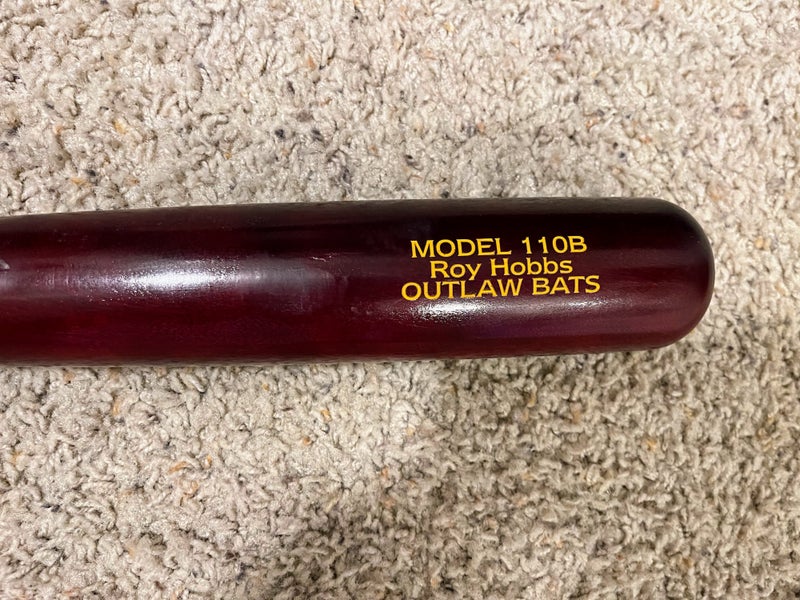 MODEL 110B
Roy Hobbs
OUTLAW BATS